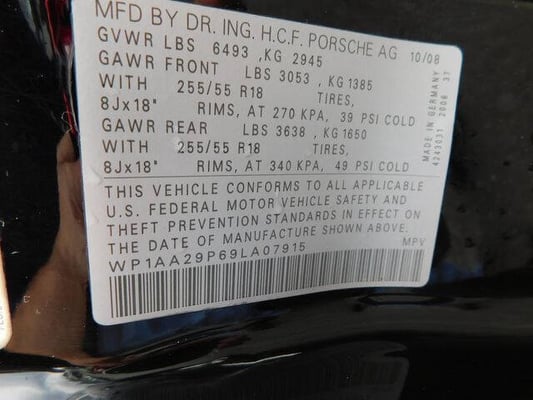 MFD BY DR. ING. H.C.F. PORSCHE AG 10/08
GVWR LBS 6493 , KG 2945
GAWR FRONT LBS 3053 , KG 1385
WITH 255/55 R18 TIRES,
8Jx18" RIMS, AT 270 KPA, 39 PSI COLD
GAWR REAR LBS 3638 , KG 1650
WITH 255/55 R18 TIRES,
8Jx18" RIMS, AT 340 KPA, 49 PSI COLD
THIS VEHICLE CONFORMS TO ALL APPLICABLE
U.S. FEDERAL MOTOR VEHICLE SAFETY AND
THEFT PREVENTION STANDARDS IN EFFECT ON
THE DATE OF MANUFACTURE SHOWN ABOVE.
WP1AA29P69LA07915 MPV
MADE IN GERMANY
4243031 2008 37